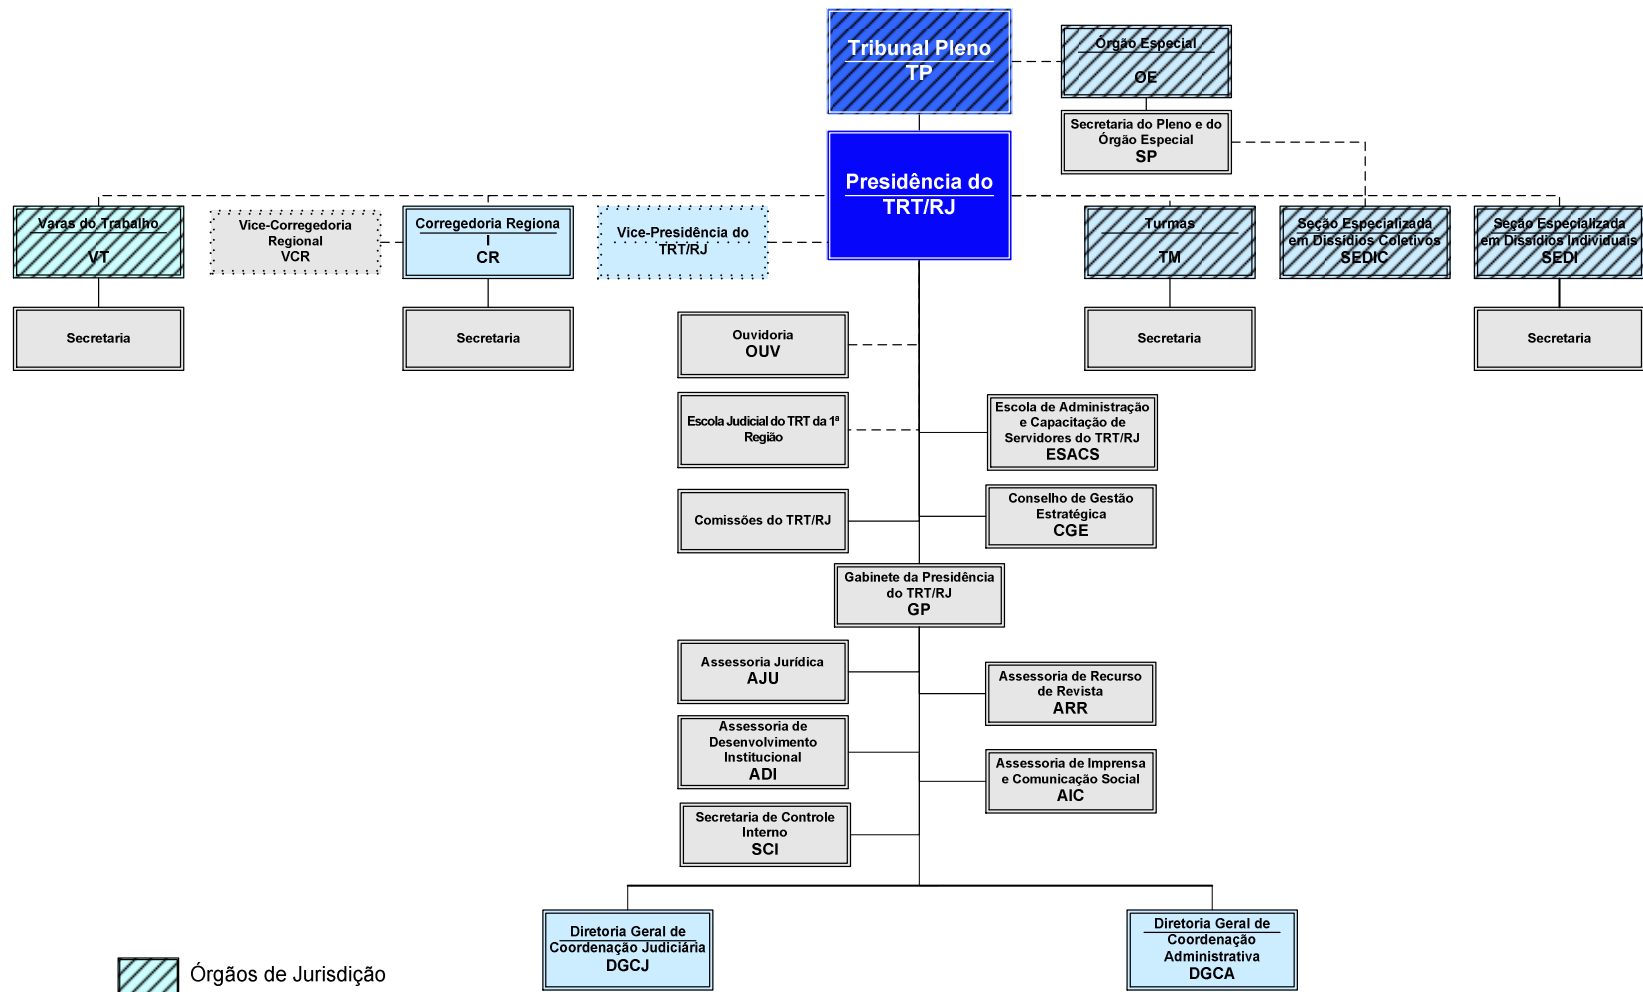 Tribunal Pleno
TP
Órgão Especial
OE
Secretaria do Pleno e do
Órgão Especial
SP
Presidência do
TRT/RJ
Varas do Trabalho
VT
Vice-Corregedoria
Regional
VCR
Corregedoria Regiona
l
CR
Vice-Presidência do
TRT/RJ
Turmas
TM
Seção Especializada
em Dissídios Coletivos
SEDIC
Seção Especializada
em Dissídios Individuais
SEDI
Secretaria
Secretaria
Secretaria
Secretaria
Ouvidoria
OUV
Escola Judicial do TRT da 1ª
Região
Escola de Administração
e Capacitação de
Servidores do TRT/RJ
ESACS
Comissões do TRT/RJ
Conselho de Gestão
Estratégica
CGE
Gabinete da Presidência
do TRT/RJ
GP
Assessoria Jurídica
AJU
Assessoria de Recurso
de Revista
ARR
Assessoria de
Desenvolvimento
Institucional
ADI
Assessoria de Imprensa
e Comunicação Social
AIC
Secretaria de Controle
Interno
SCI
Diretoria Geral de
Coordenação Judiciária
DGCJ
Diretoria Geral de
Coordenação
Administrativa
DGCA
Órgãos de Jurisdição